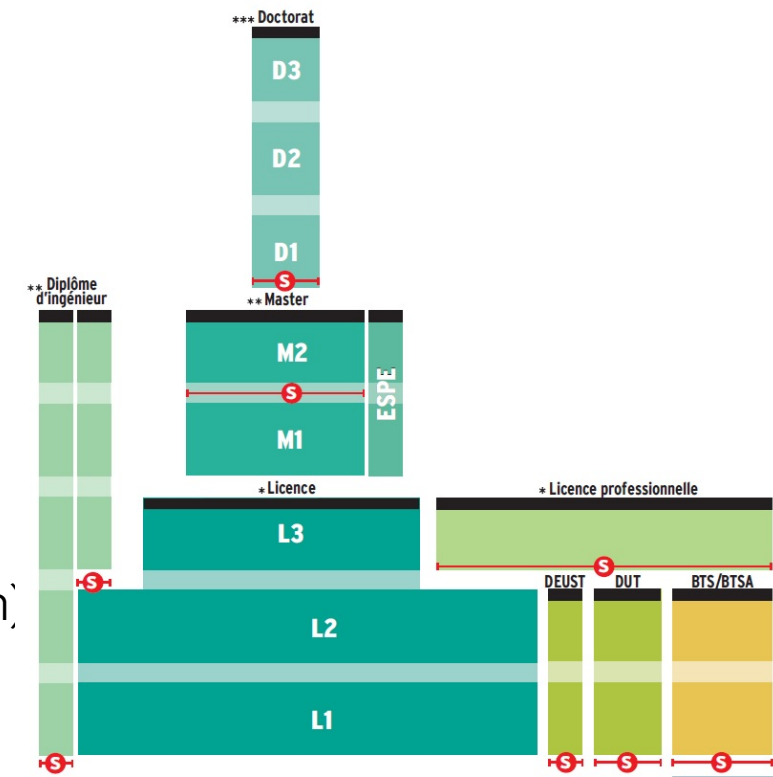 *** Doctorat
D3
D2
D1
S
** Diplôme
d'ingénieur
** Master
M2
S
M1
ESPE
* Licence
* Licence professionnelle
L3
S
S
DEUST
DUT
BTS/BTSA
n)
L2
L1
S
S
S
S